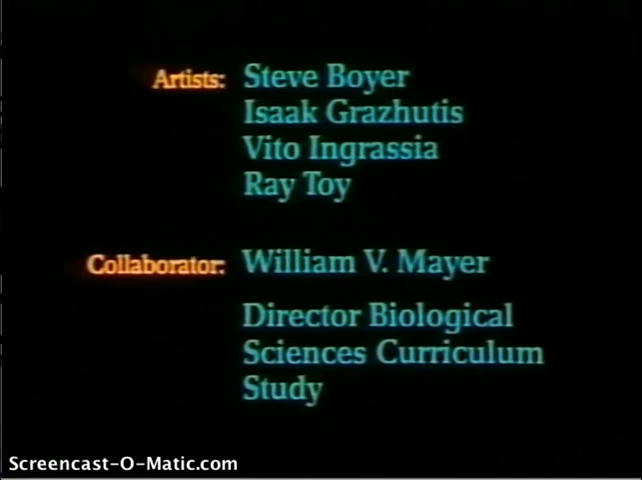 Artists: Steve Boyer
Isaak Grazhutis
Vito Ingrassia
Ray Toy
Collaborator: William V. Mayer
Director Biological
Sciences Curriculum
Study
Screencast-O-Matic.com